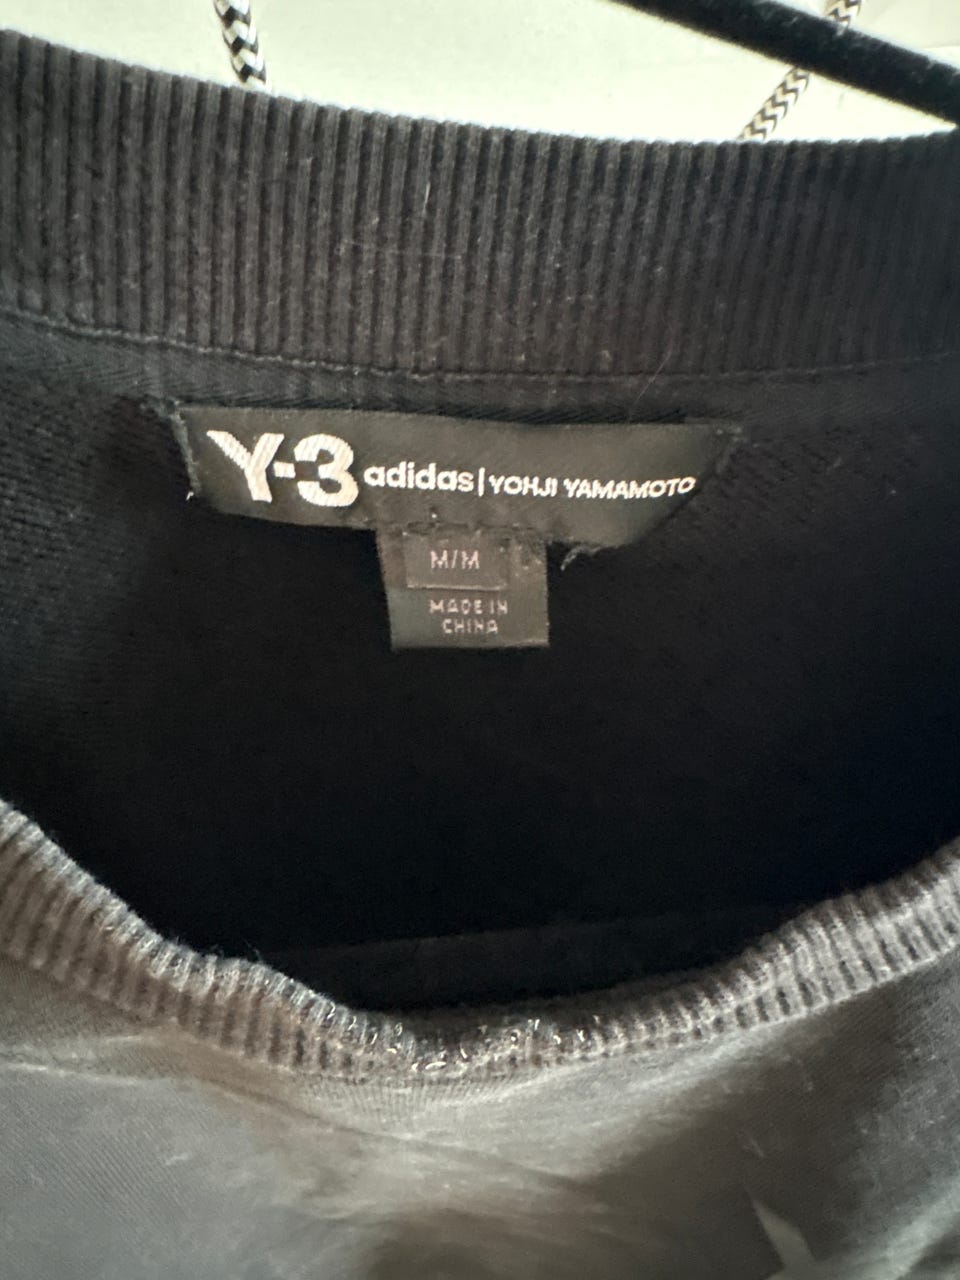 Y-3 adidas | YOHJI YAMAMOTO
M/M
MADE IN
CHINA